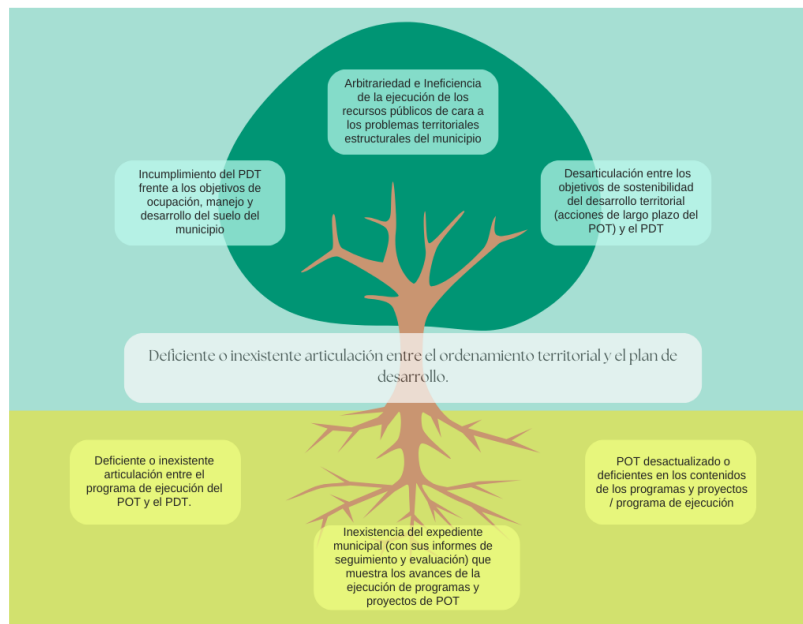 Arbitrariedad e Ineficiencia
de la ejecución de los
recursos públicos de cara a
los problemas territoriales
estructurales del municipio
Incumplimiento del PDT
frente a los objetivos de
ocupación, manejo y
desarrollo del suelo del
municipio
Desarticulación entre los
objetivos de sostenibilidad
del desarrollo territorial
(acciones de largo plazo del
POT) y el PDT
Deficiente o inexistente articulación entre el ordenamiento territorial y el plan de
desarrollo.
Deficiente o inexistente
articulación entre el
programa de ejecución del
POT y el PDT.
Inexistencia del expediente
municipal (con sus informes de
seguimiento y evaluación) que
muestra los avances de la
ejecución de programas y
proyectos de POT
POT desactualizado o
deficientes en los contenidos
de los programas y proyectos
/ programa de ejecución